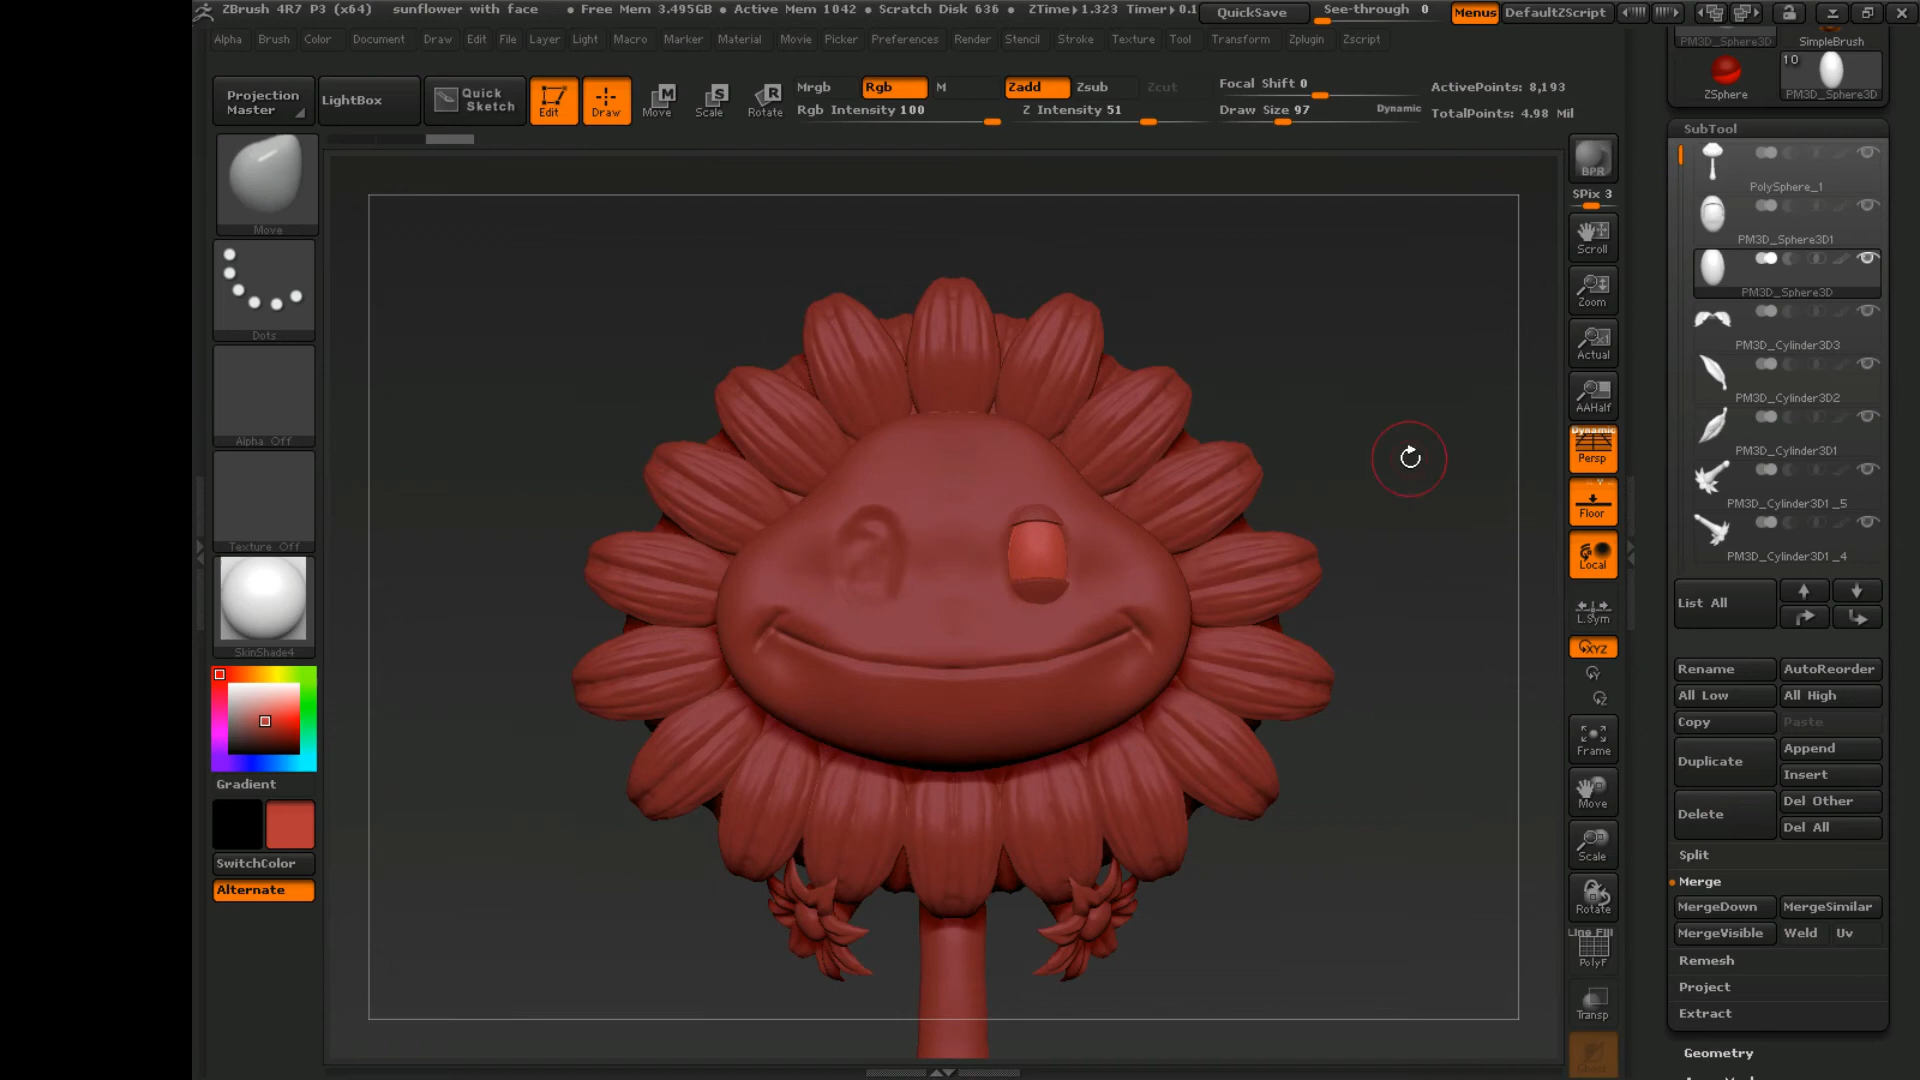 ZBrush 4R7 P3 (x64) sunflower with face • Free Mem 3.495GB • Active Mem 1042 • Scratch Disk 636 • ZTime▸1.323 Timer▸0.1 QuickSave See-through 0 Menus DefaultZScript
Alpha Brush Color Document Draw Edit File Layer Light Macro Marker Material Movie Picker Preferences Render Stencil Stroke Texture Tool Transform Zplugin Zscript
Projection Master
LightBox
Quick Sketch
Edit
Draw
Move
Scale
Rotate
Mrgb Rgb M
Rgb Intensity 100
Zadd Zsub Zcut
Z Intensity 51
Focal Shift 0
Draw Size 97
Dynamic
ActivePoints: 8,193
TotalPoints: 4.98 Mil
Move
Dots
Alpha Off
Texture Off
SkinShade4
Gradient
SwitchColor
Alternate
BPR
SPix 3
Scroll
Zoom
Actual
AAHalf
Dynamic
Persp
Floor
Local
L.Sym
XYZ
Frame
Move
Scale
Rotate
Line Fill
PolyF
Transp
Ghost
PM3D_Sphere3D
SimpleBrush
ZSphere
10
PM3D_Sphere3D
SubTool
PolySphere_1
PM3D_Sphere3D1
PM3D_Sphere3D
PM3D_Cylinder3D3
PM3D_Cylinder3D2
PM3D_Cylinder3D1
PM3D_Cylinder3D1_5
PM3D_Cylinder3D1_4
List All
Rename AutoReorder
All Low All High
Copy Paste
Duplicate Append
Insert
Delete Del Other
Del All
Split
Merge
MergeDown MergeSimilar
MergeVisible Weld Uv
Remesh
Project
Extract
Geometry